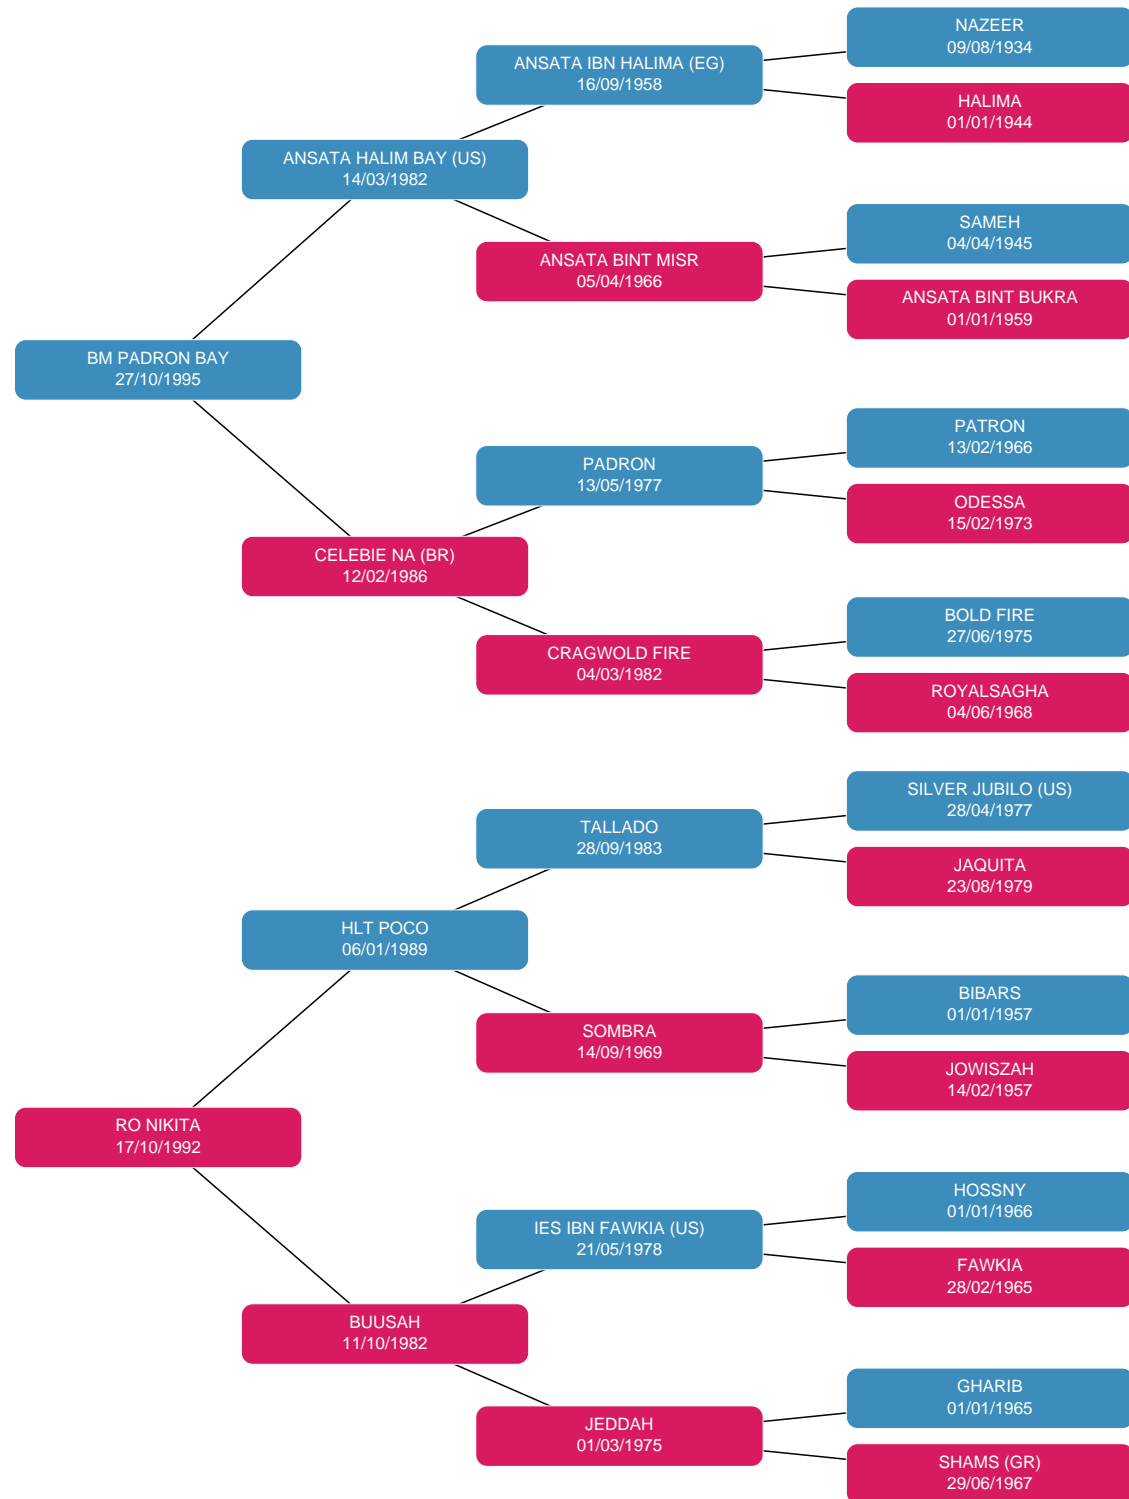 NAZEER
09/08/1934
ANSATA IBN HALIMA (EG)
16/09/1958
HALIMA
01/01/1944
ANSATA HALIM BAY (US)
14/03/1982
SAMEH
04/04/1945
ANSATA BINT MISR
05/04/1966
ANSATA BINT BUKRA
01/01/1959
BM PADRON BAY
27/10/1995
PATRON
13/02/1966
PADRON
13/05/1977
ODESSA
15/02/1973
CELEBIE NA (BR)
12/02/1986
BOLD FIRE
27/06/1975
CRAGWOLD FIRE
04/03/1982
ROYALSAGHA
04/06/1968
SILVER JUBILO (US)
28/04/1977
TALLADO
28/09/1983
JAQUITA
23/08/1979
HLT POCO
06/01/1989
BIBARS
01/01/1957
SOMBRA
14/09/1969
JOWISZAH
14/02/1957
RO NIKITA
17/10/1992
HOSSNY
01/01/1966
IES IBN FAWKIA (US)
21/05/1978
FAWKIA
28/02/1965
BUUSAH
11/10/1982
GHARIB
01/01/1965
JEDDAH
01/03/1975
SHAMS (GR)
29/06/1967